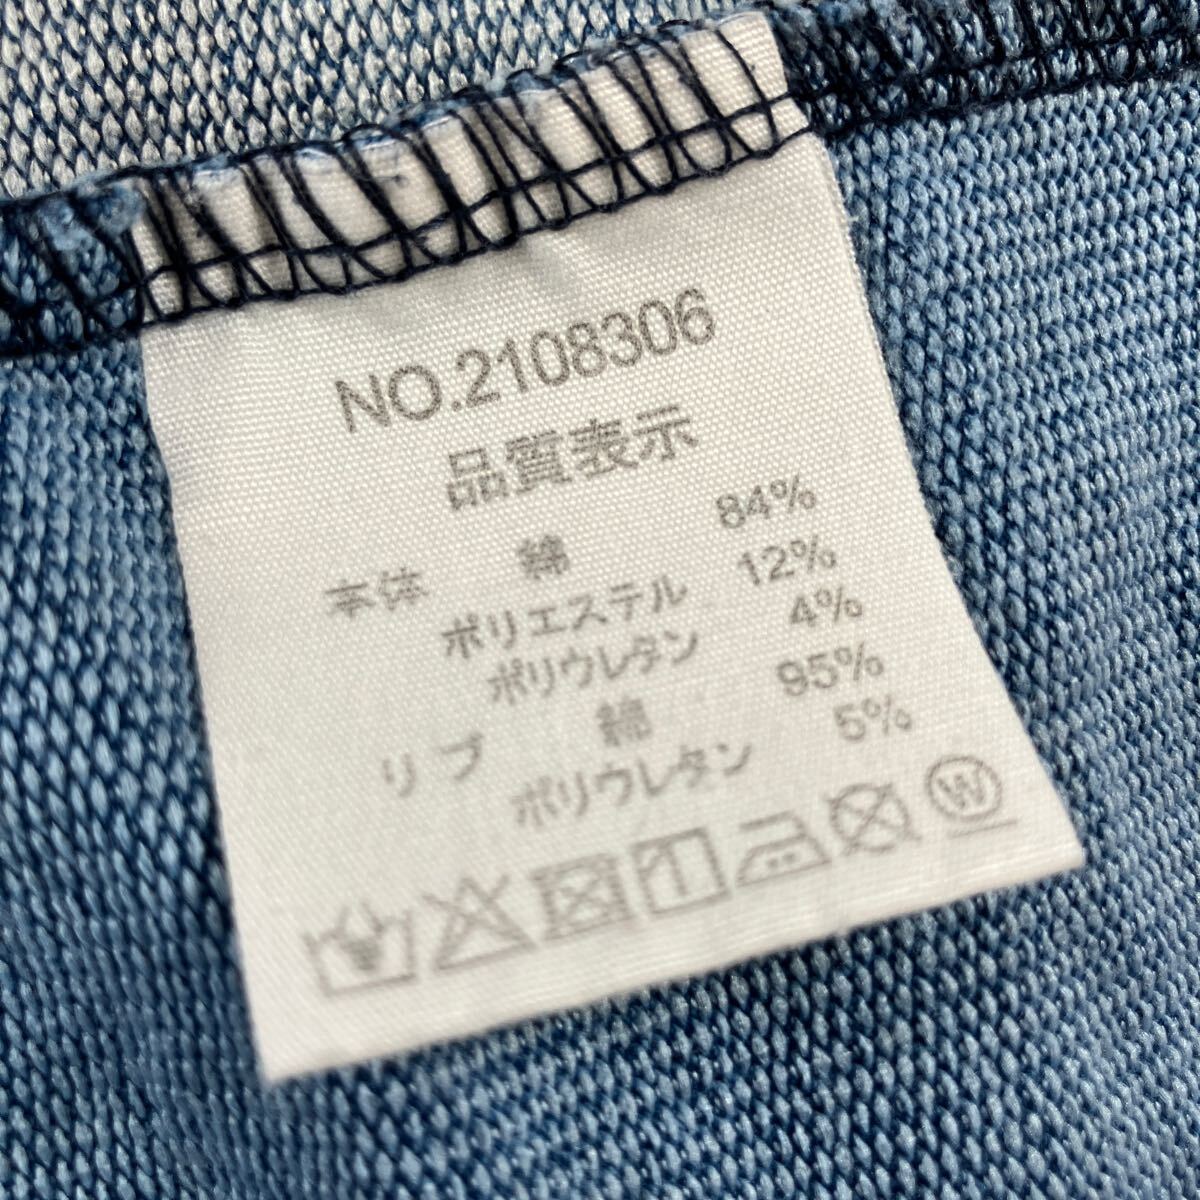 NO.2108306
品質表示
本体 綿 84%
ポリエステル 12%
ポリウレタン 4%
リブ 綿 95%
ポリウレタン 5%
W